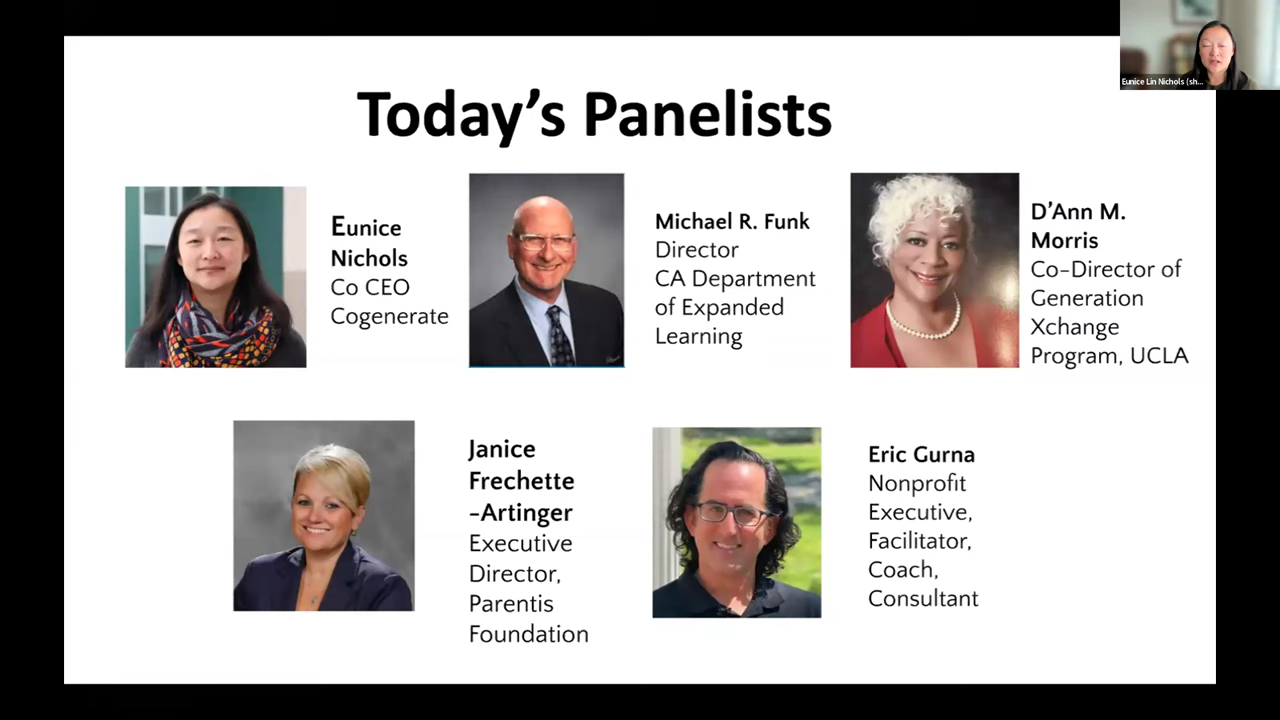 Today's Panelists
Eunice Lin Nichols (sh...
Eunice
Nichols
Co CEO
Cogenerate
Michael R. Funk
Director
CA Department
of Expanded
Learning
D'Ann M.
Morris
Co-Director of
Generation
Xchange
Program, UCLA
Janice
Frechette
-Artinger
Executive
Director,
Parentis
Foundation
Eric Gurna
Nonprofit
Executive,
Facilitator,
Coach,
Consultant